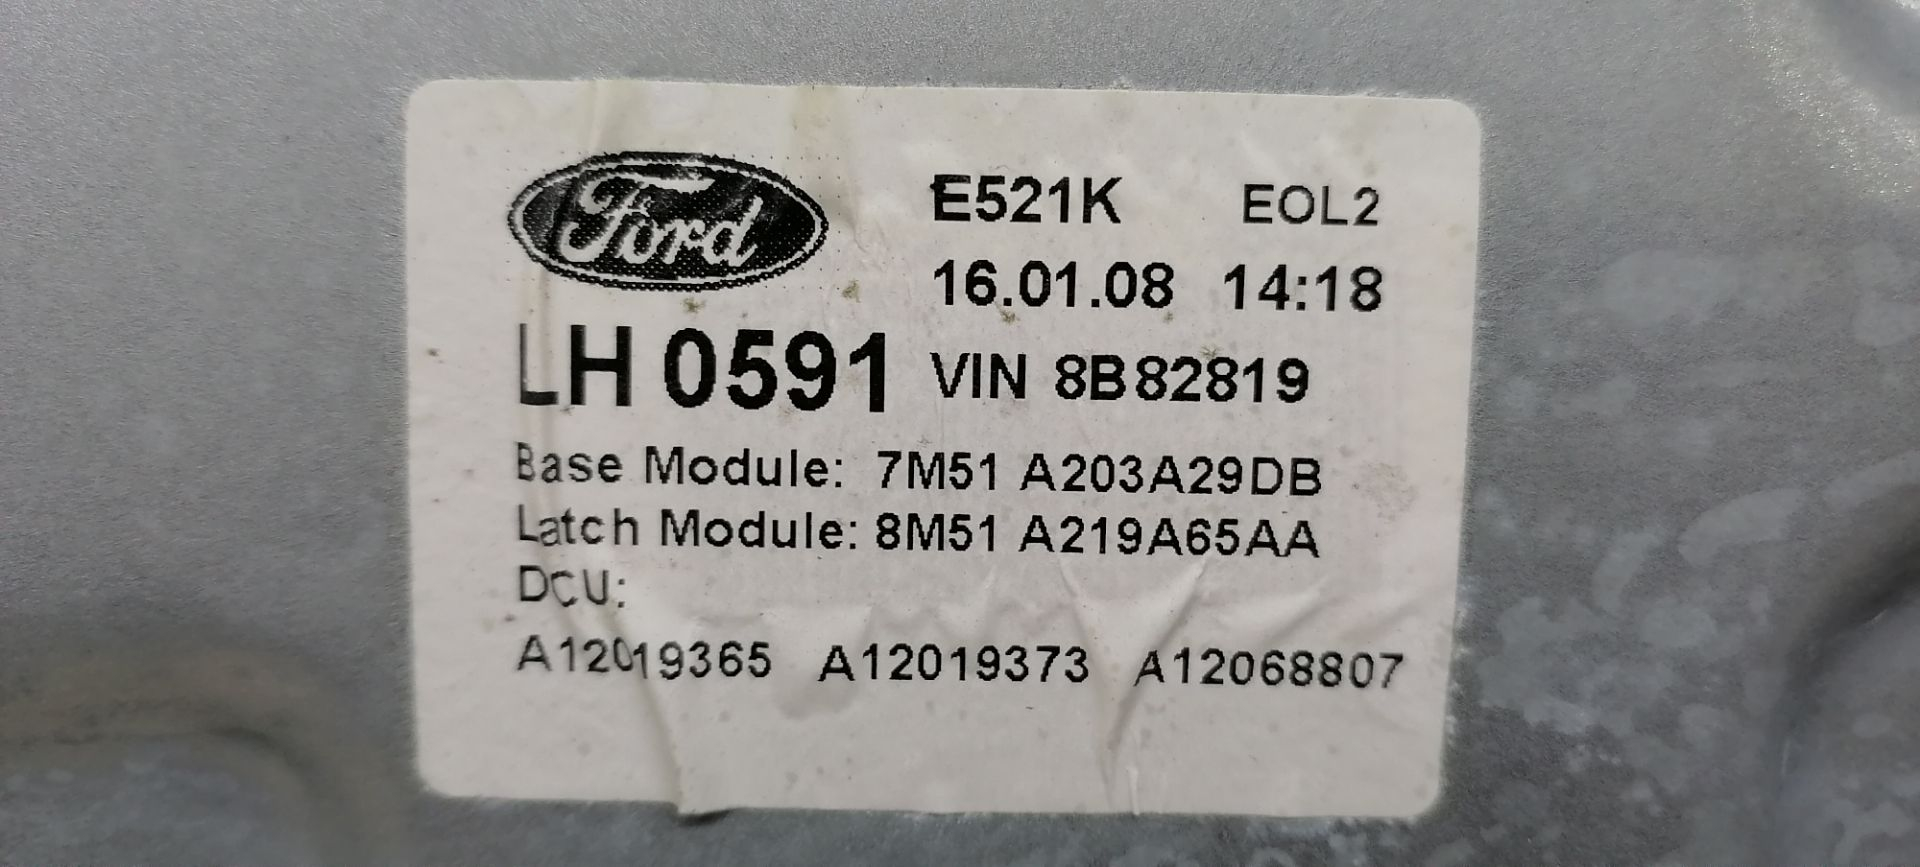 Ford
E521K EOL2
16.01.08 14:18
LH 0591 VIN 8B82819
Base Module: 7M51 A203A29DB
Latch Module: 8M51 A219A65AA
DCU:
A12019365 A12019373 A12068807